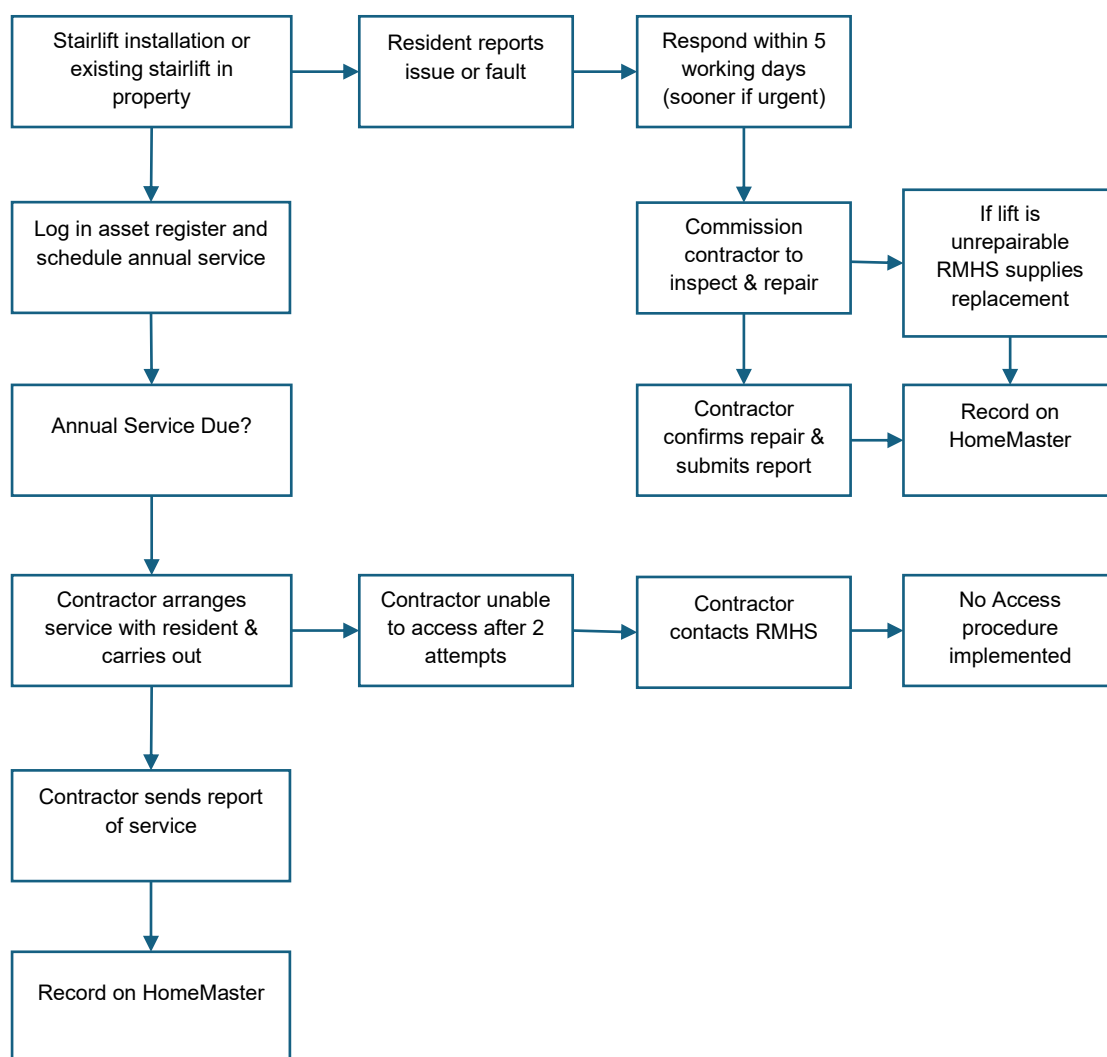 Stairlift installation or
existing stairlift in
property
Resident reports
issue or fault
Respond within 5
working days
(sooner if urgent)
Log in asset register and
schedule annual service
Commission
contractor to
inspect & repair
If lift is
unrepairable
RMHS supplies
replacement
Annual Service Due?
Contractor
confirms repair &
submits report
Record on
HomeMaster
Contractor arranges
service with resident &
carries out
Contractor unable
to access after 2
attempts
Contractor
contacts RMHS
No Access
procedure
implemented
Contractor sends report
of service
Record on HomeMaster